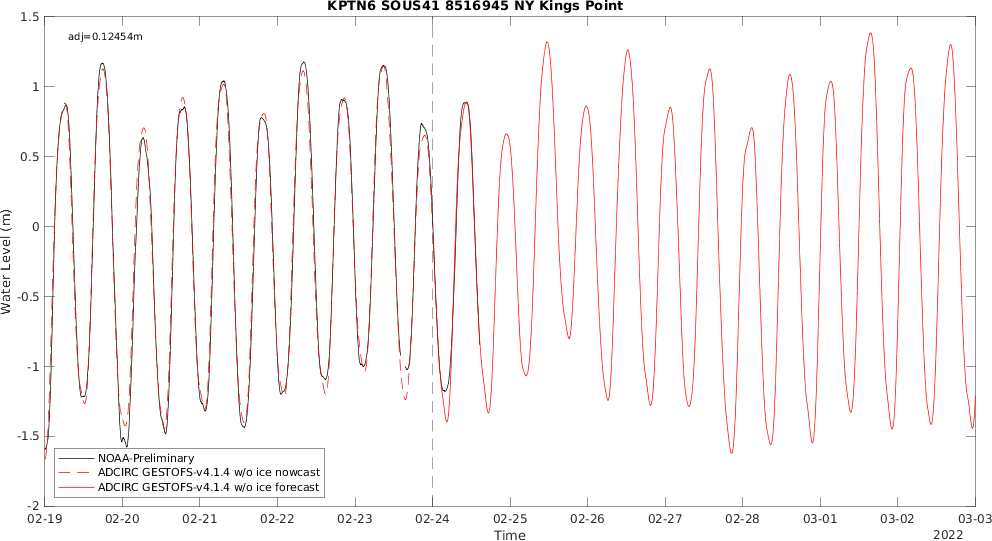 KPTN6 SOUS41 8516945 NY Kings Point
adj=0.12454m
1.5
1
0.5
0
-0.5
-1
-1.5
-2
Water Level (m)
NOAA-Preliminary
ADCIRC GESTOFS-v4.1.4 w/o ice nowcast
ADCIRC GESTOFS-v4.1.4 w/o ice forecast
02-19 02-20 02-21 02-22 02-23 02-24 02-25 02-26 02-27 02-28 03-01 03-02 03-03
Time
2022